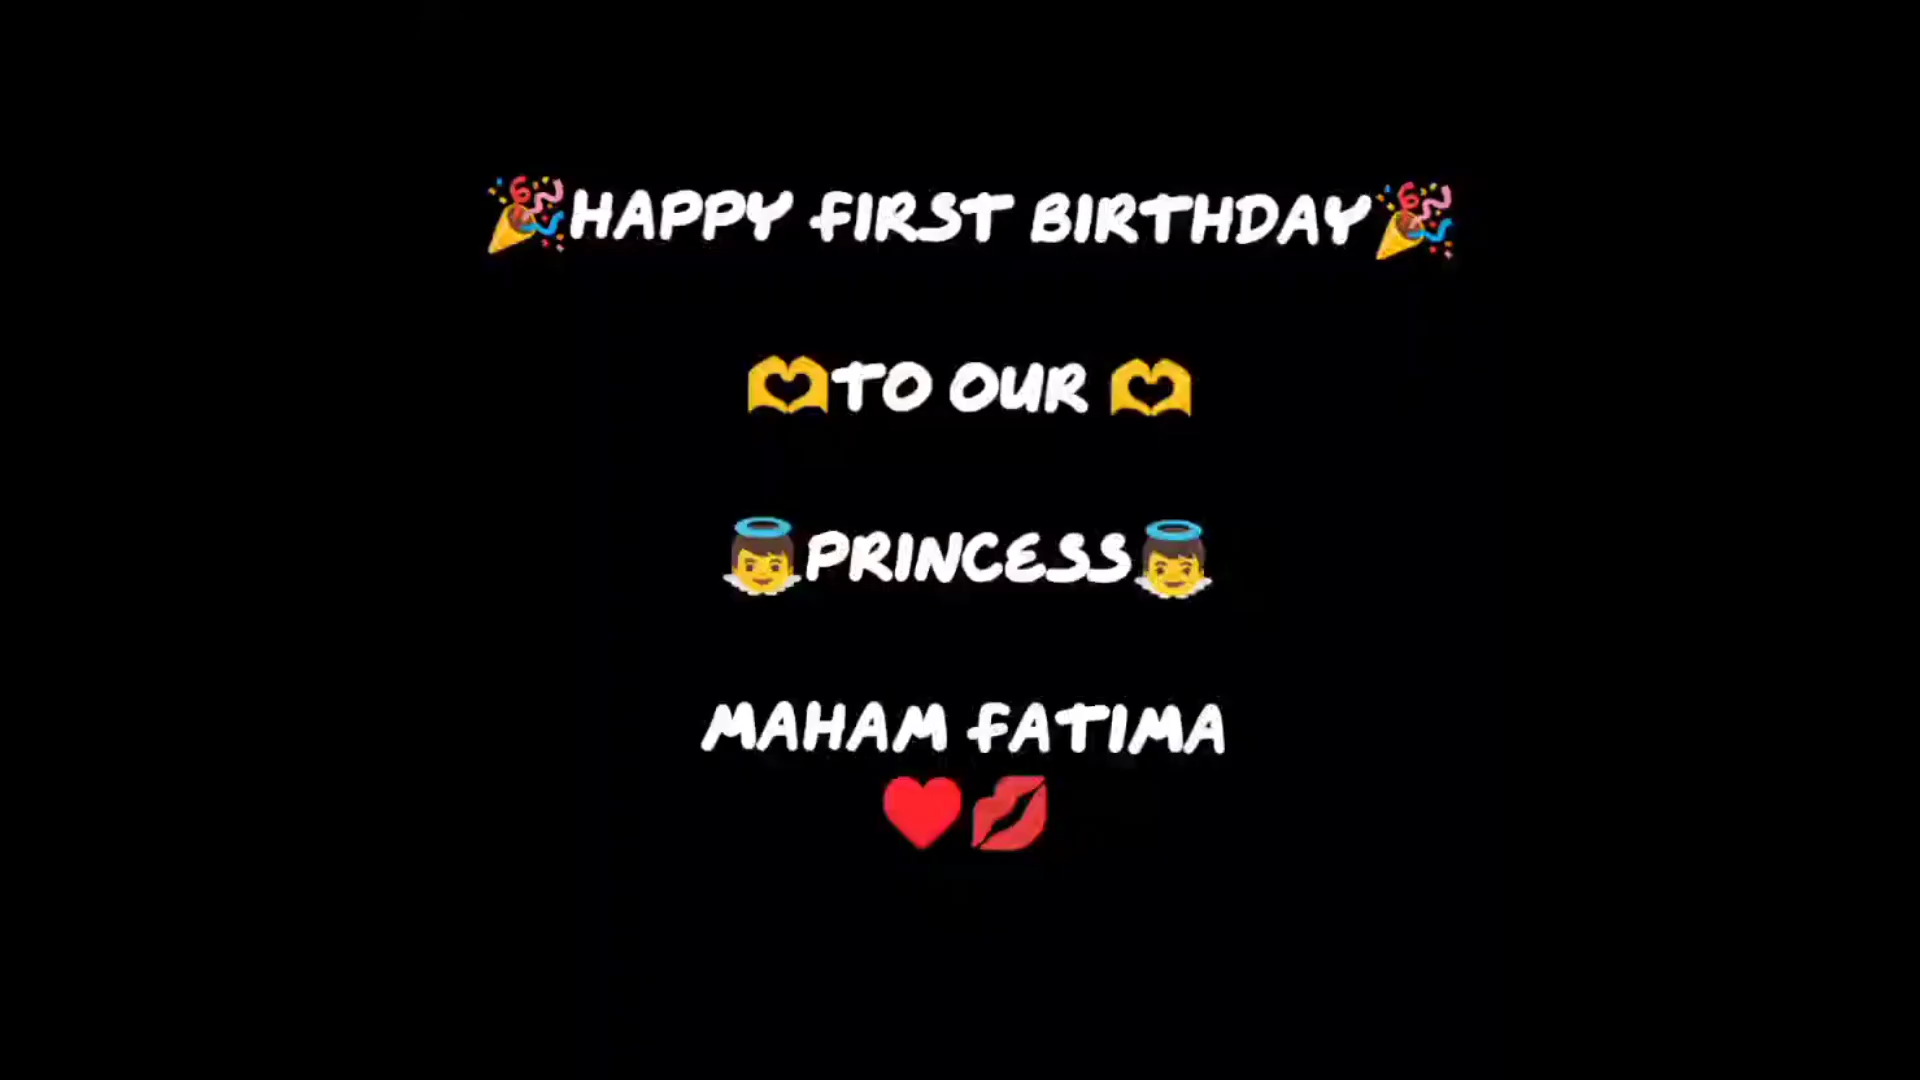 🎉HAPPY FIRST BIRTHDAY🎉
🫶TO OUR 🫶
👼PRINCESS👼
MAHAM FATIMA
❤️💋